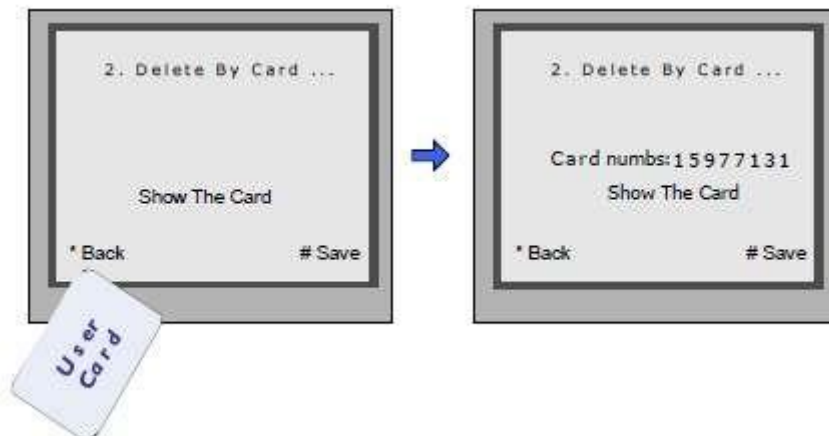 2. Delete By Card ...
Show The Card
* Back # Save
User
Card
2. Delete By Card ...
Card numbs:15977131
Show The Card
* Back # Save